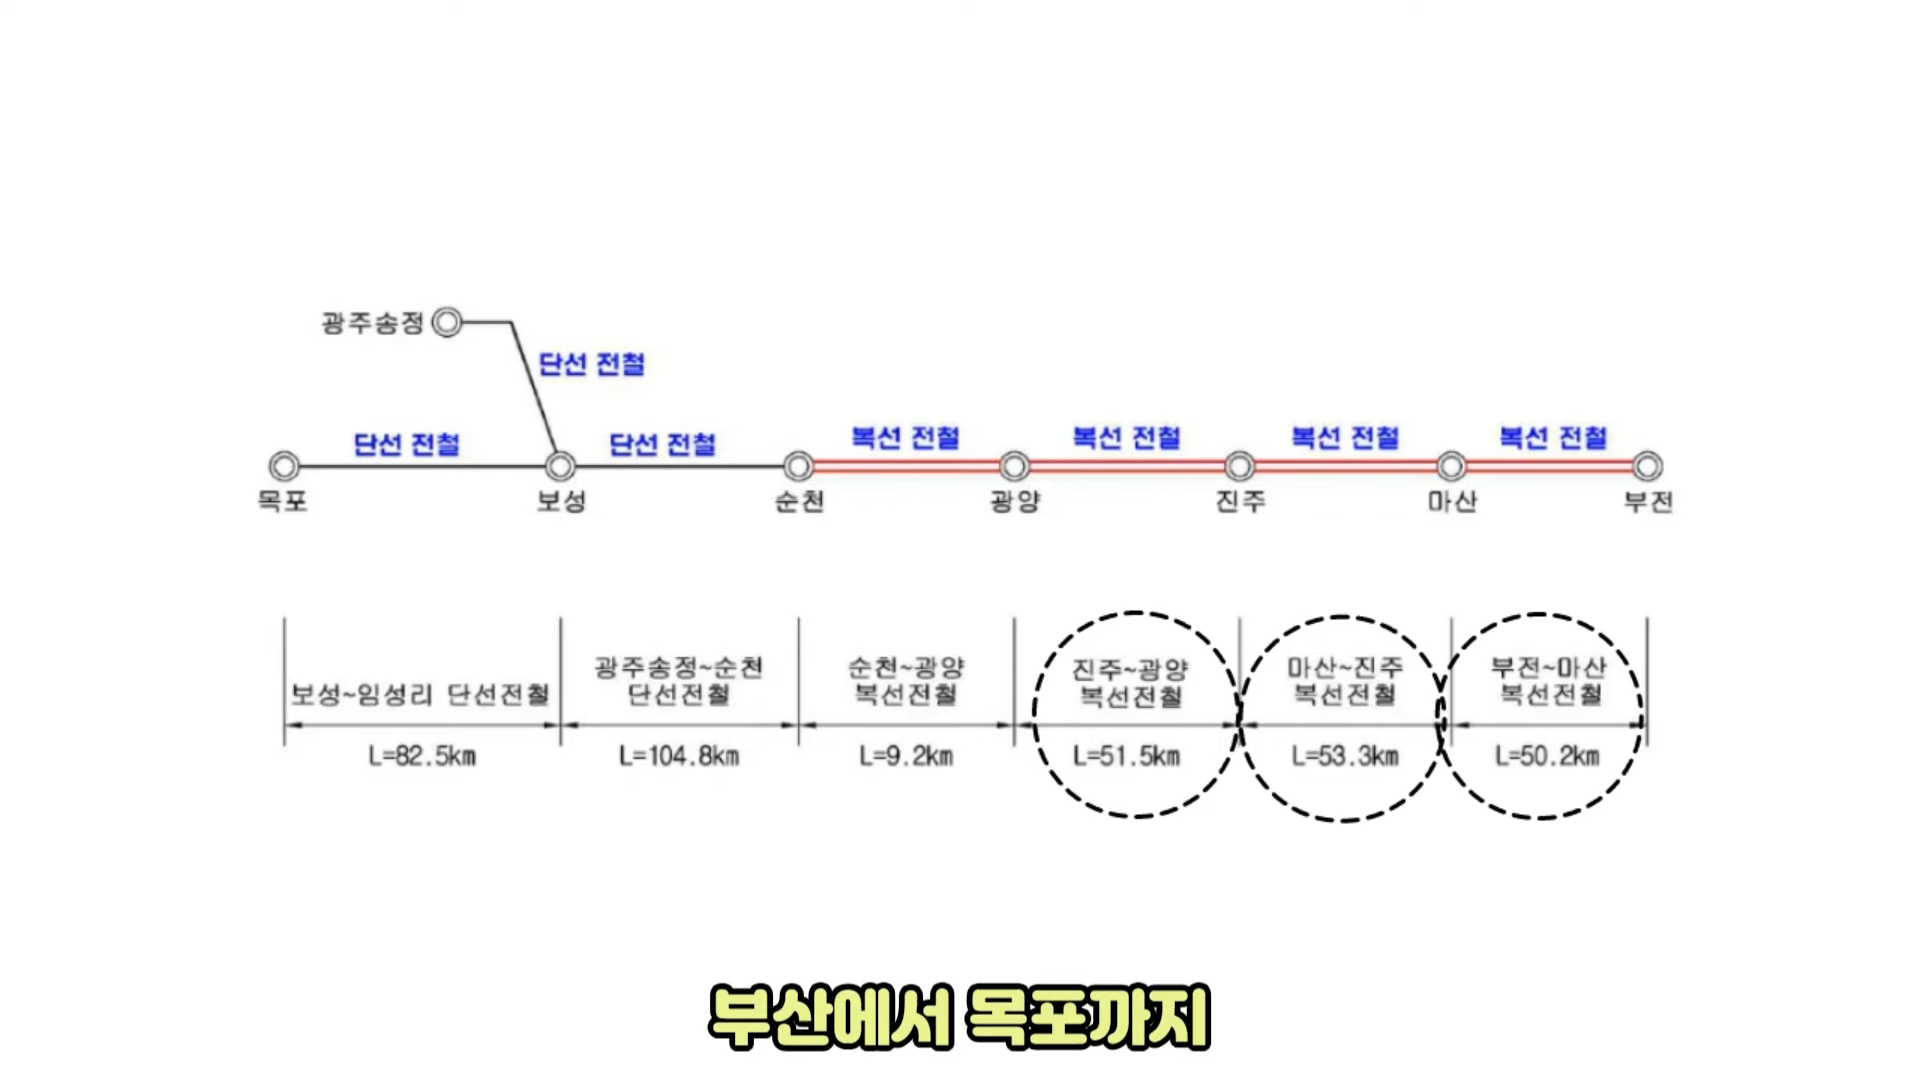 광주송정
단선 전철
단선 전철
단선 전철
복선 전철
복선 전철
복선 전철
복선 전철
목포
보성
순천
광양
진주
마산
부전
보성~임성리 단선전철
L=82.5km
광주송정~순천
단선전철
L=104.8km
순천~광양
복선전철
L=9.2km
진주~광양
복선전철
L=51.5km
마산~진주
복선전철
L=53.3km
부전~마산
복선전철
L=50.2km
부산에서 목포까지